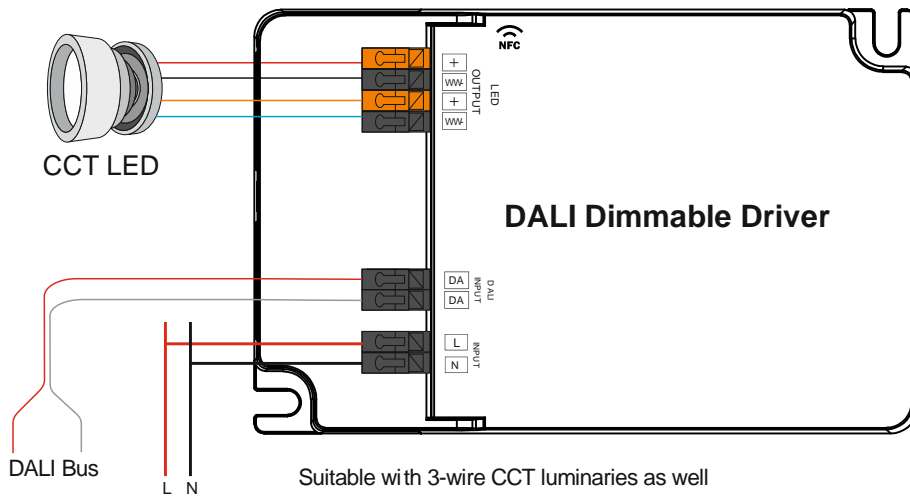 NFC
+
WW-
+
WW-
LED
OUTPUT
CCT LED
DALI Dimmable Driver
DA
DA
DALI
INPUT
L
N
INPUT
DALI Bus
L N
Suitable with 3-wire CCT luminaries as well